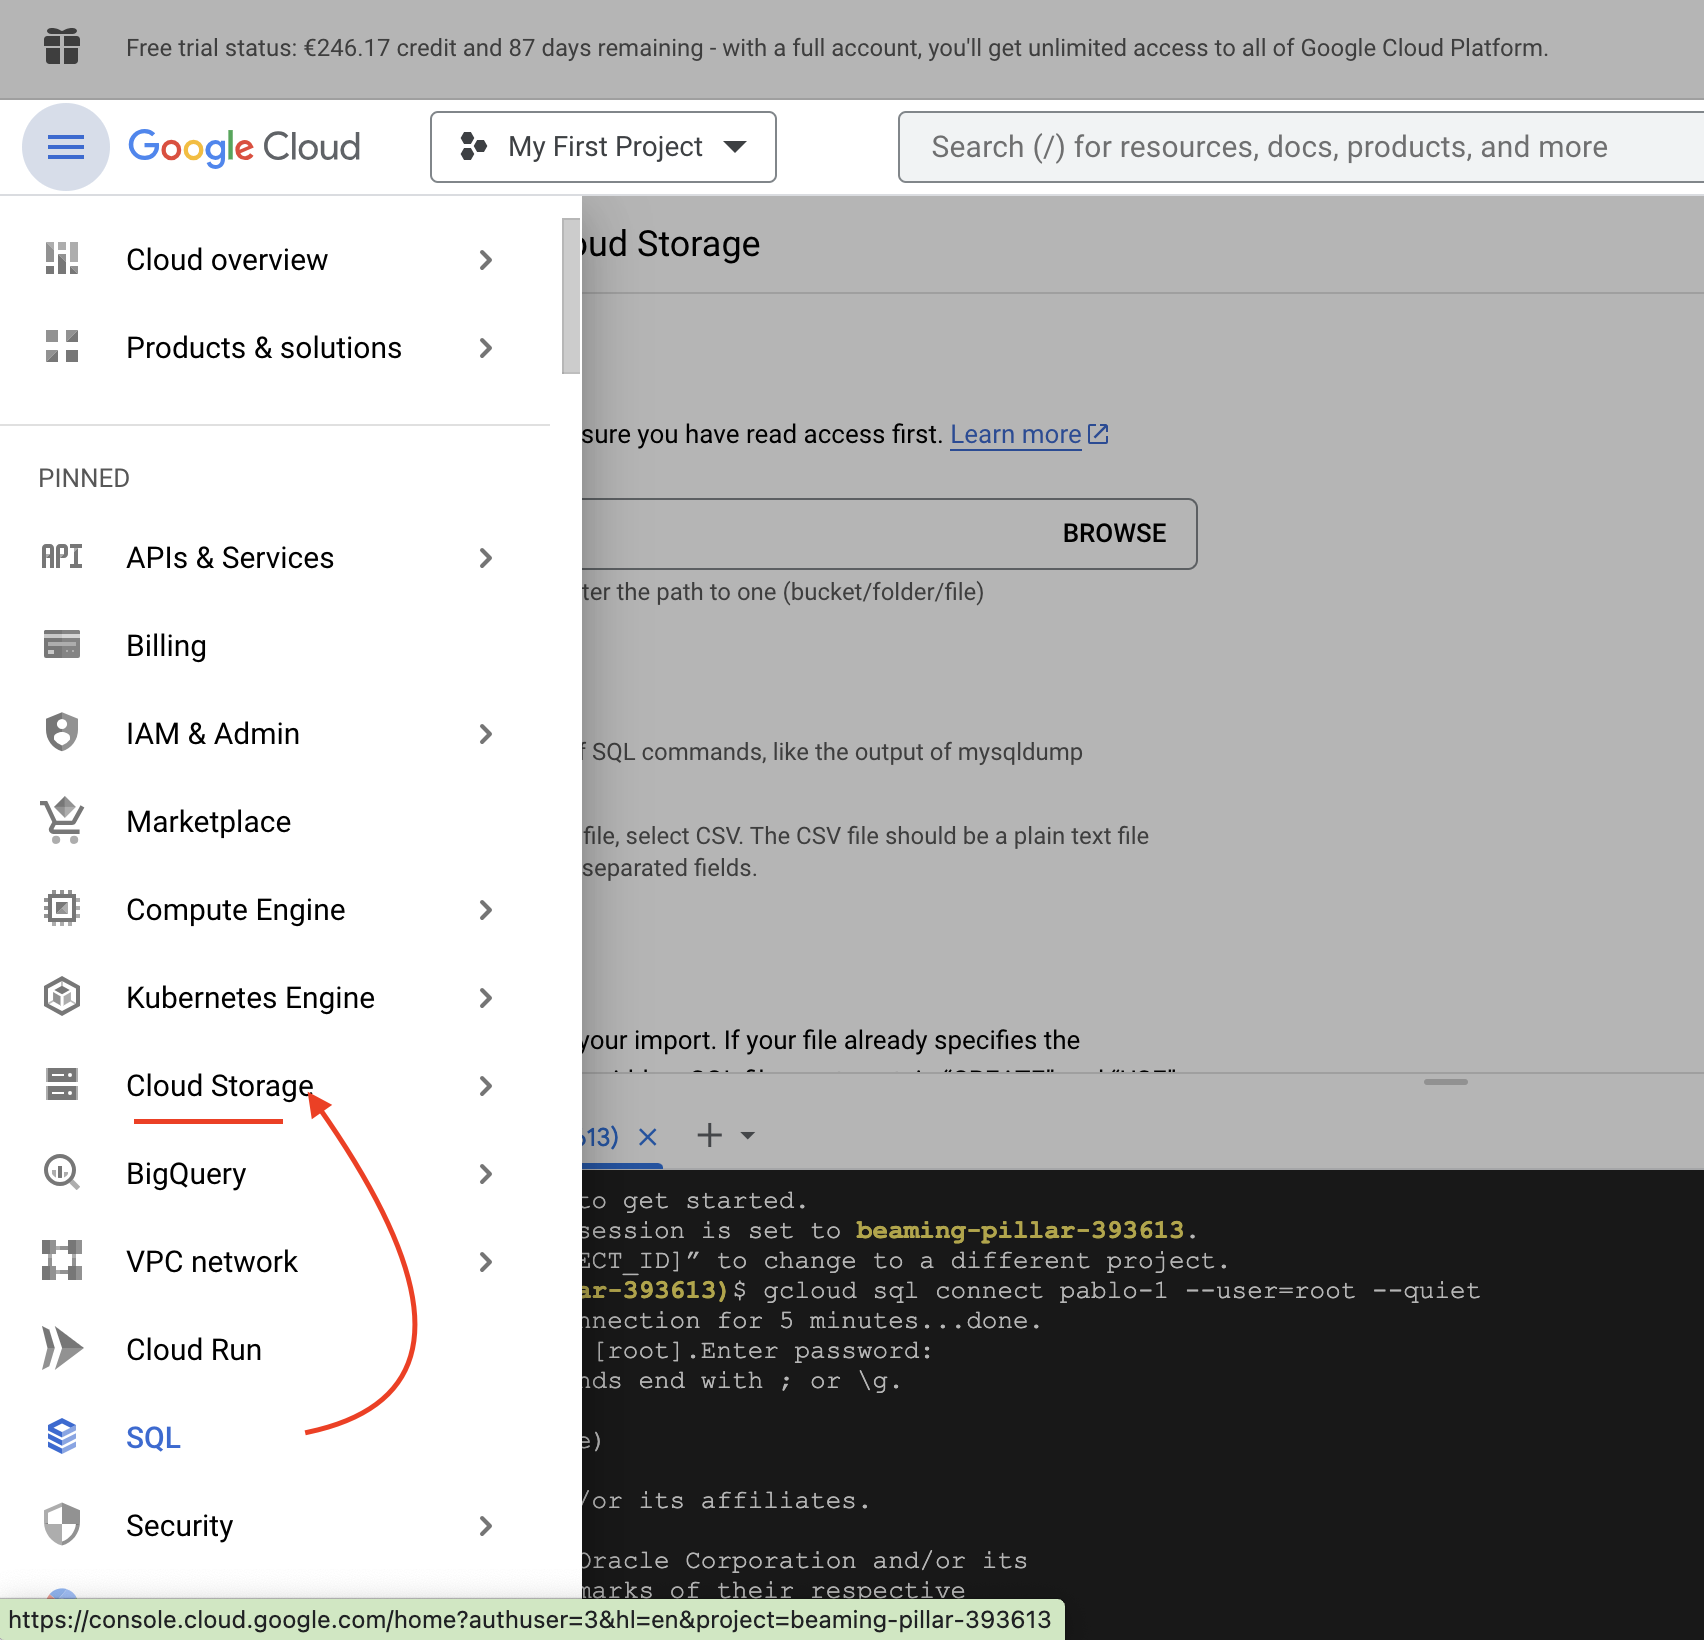 Free trial status: €246.17 credit and 87 days remaining - with a full account, you'll get unlimited access to all of Google Cloud Platform.
Google Cloud
My First Project
Search (/) for resources, docs, products, and more
Cloud overview
Products & solutions
PINNED
API APIs & Services
Billing
IAM & Admin
Marketplace
Compute Engine
Kubernetes Engine
Cloud Storage
BigQuery
VPC network
Cloud Run
SQL
Security
oud Storage
sure you have read access first. Learn more
BROWSE
ter the path to one (bucket/folder/file)
f SQL commands, like the output of mysqldump
file, select CSV. The CSV file should be a plain text file
separated fields.
your import. If your file already specifies the
613)
to get started.
session is set to beaming-pillar-393613.
ECT_ID]” to change to a different project.
ar-393613)$ gcloud sql connect pablo-1 --user=root --quiet
nnection for 5 minutes...done.
[root].Enter password:
nds end with ; or \g.
e)
/or its affiliates.
Oracle Corporation and/or its
marks of their respective
https://console.cloud.google.com/home?authuser=3&hl=en&project=beaming-pillar-393613